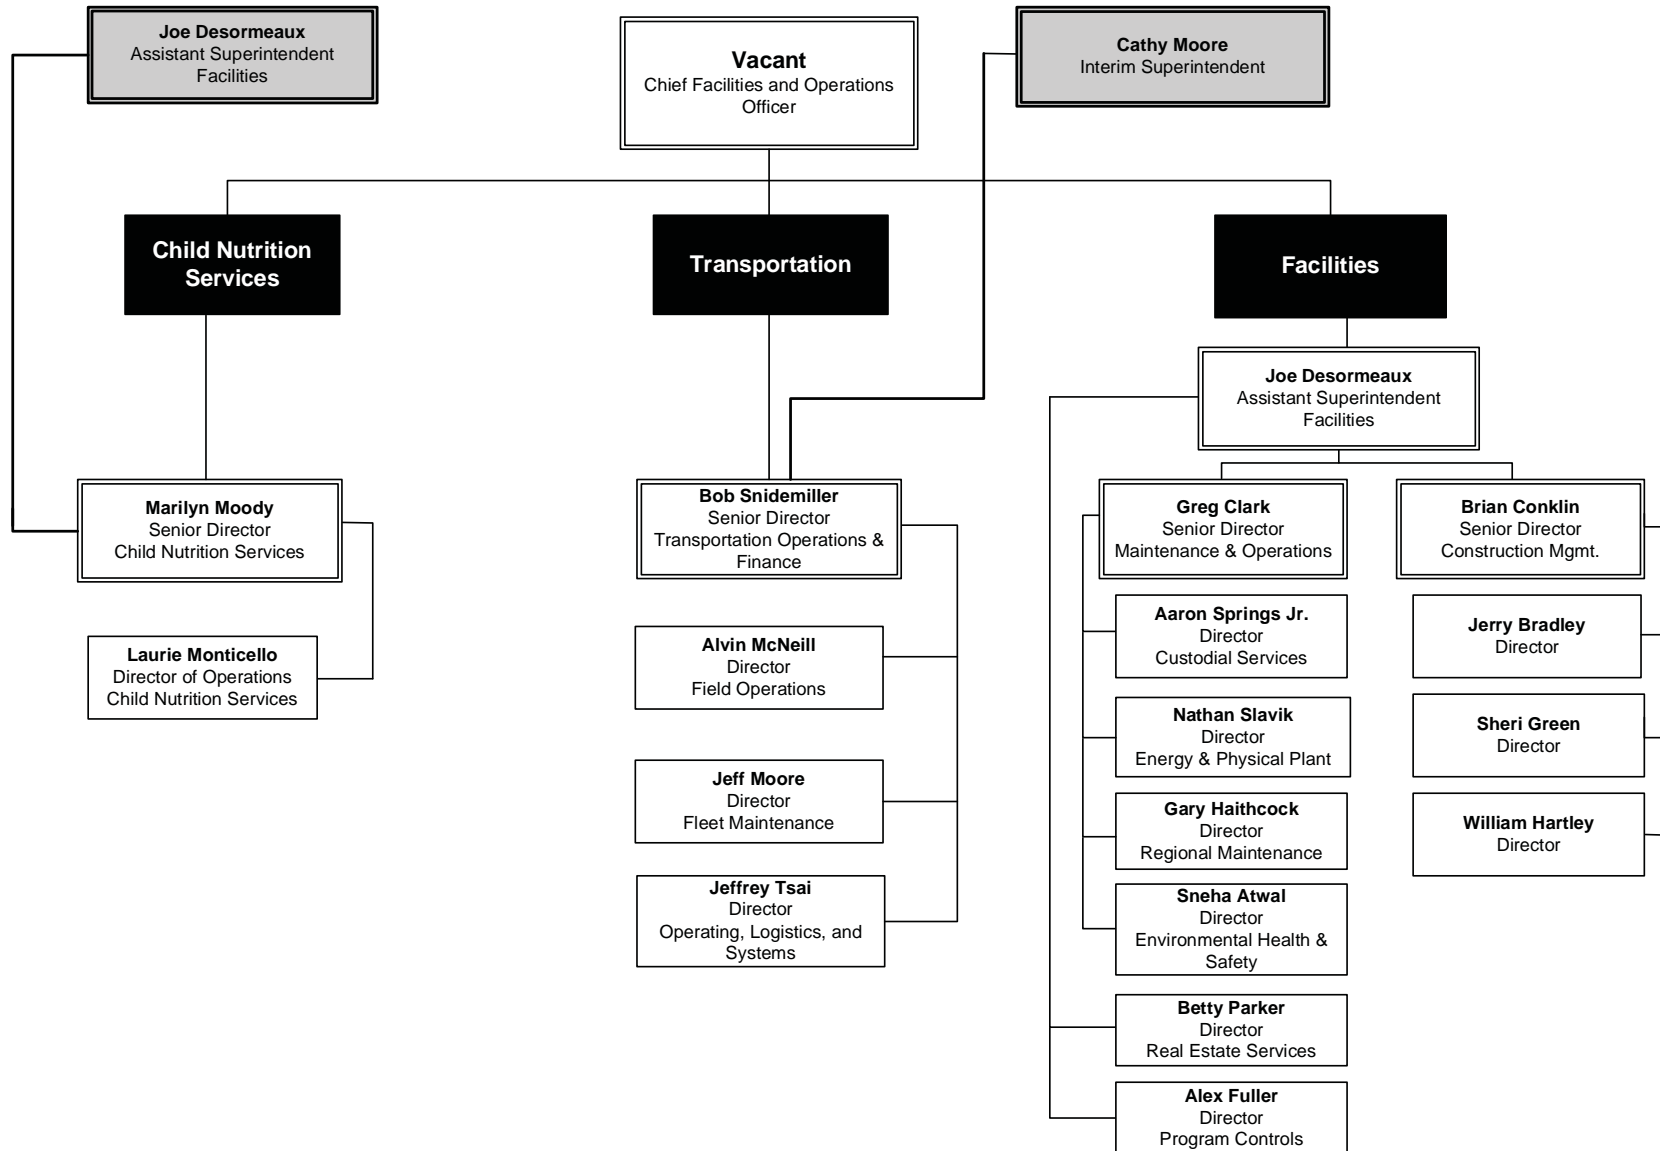 Joe Desormeaux
Assistant Superintendent
Facilities
Vacant
Chief Facilities and Operations
Officer
Cathy Moore
Interim Superintendent
Child Nutrition
Services
Transportation
Facilities
Joe Desormeaux
Assistant Superintendent
Facilities
Marilyn Moody
Senior Director
Child Nutrition Services
Laurie Monticello
Director of Operations
Child Nutrition Services
Bob Snidemiller
Senior Director
Transportation Operations &
Finance
Alvin McNeill
Director
Field Operations
Jeff Moore
Director
Fleet Maintenance
Jeffrey Tsai
Director
Operating, Logistics, and
Systems
Greg Clark
Senior Director
Maintenance & Operations
Aaron Springs Jr.
Director
Custodial Services
Nathan Slavik
Director
Energy & Physical Plant
Gary Haithcock
Director
Regional Maintenance
Sneha Atwal
Director
Environmental Health &
Safety
Betty Parker
Director
Real Estate Services
Alex Fuller
Director
Program Controls
Brian Conklin
Senior Director
Construction Mgmt.
Jerry Bradley
Director
Sheri Green
Director
William Hartley
Director